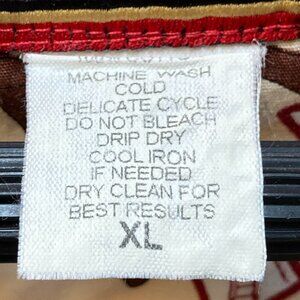 MACHINE WASH
COLD
DELICATE CYCLE
DO NOT BLEACH
DRIP DRY
COOL IRON
IF NEEDED
DRY CLEAN FOR
BEST RESULTS
XL